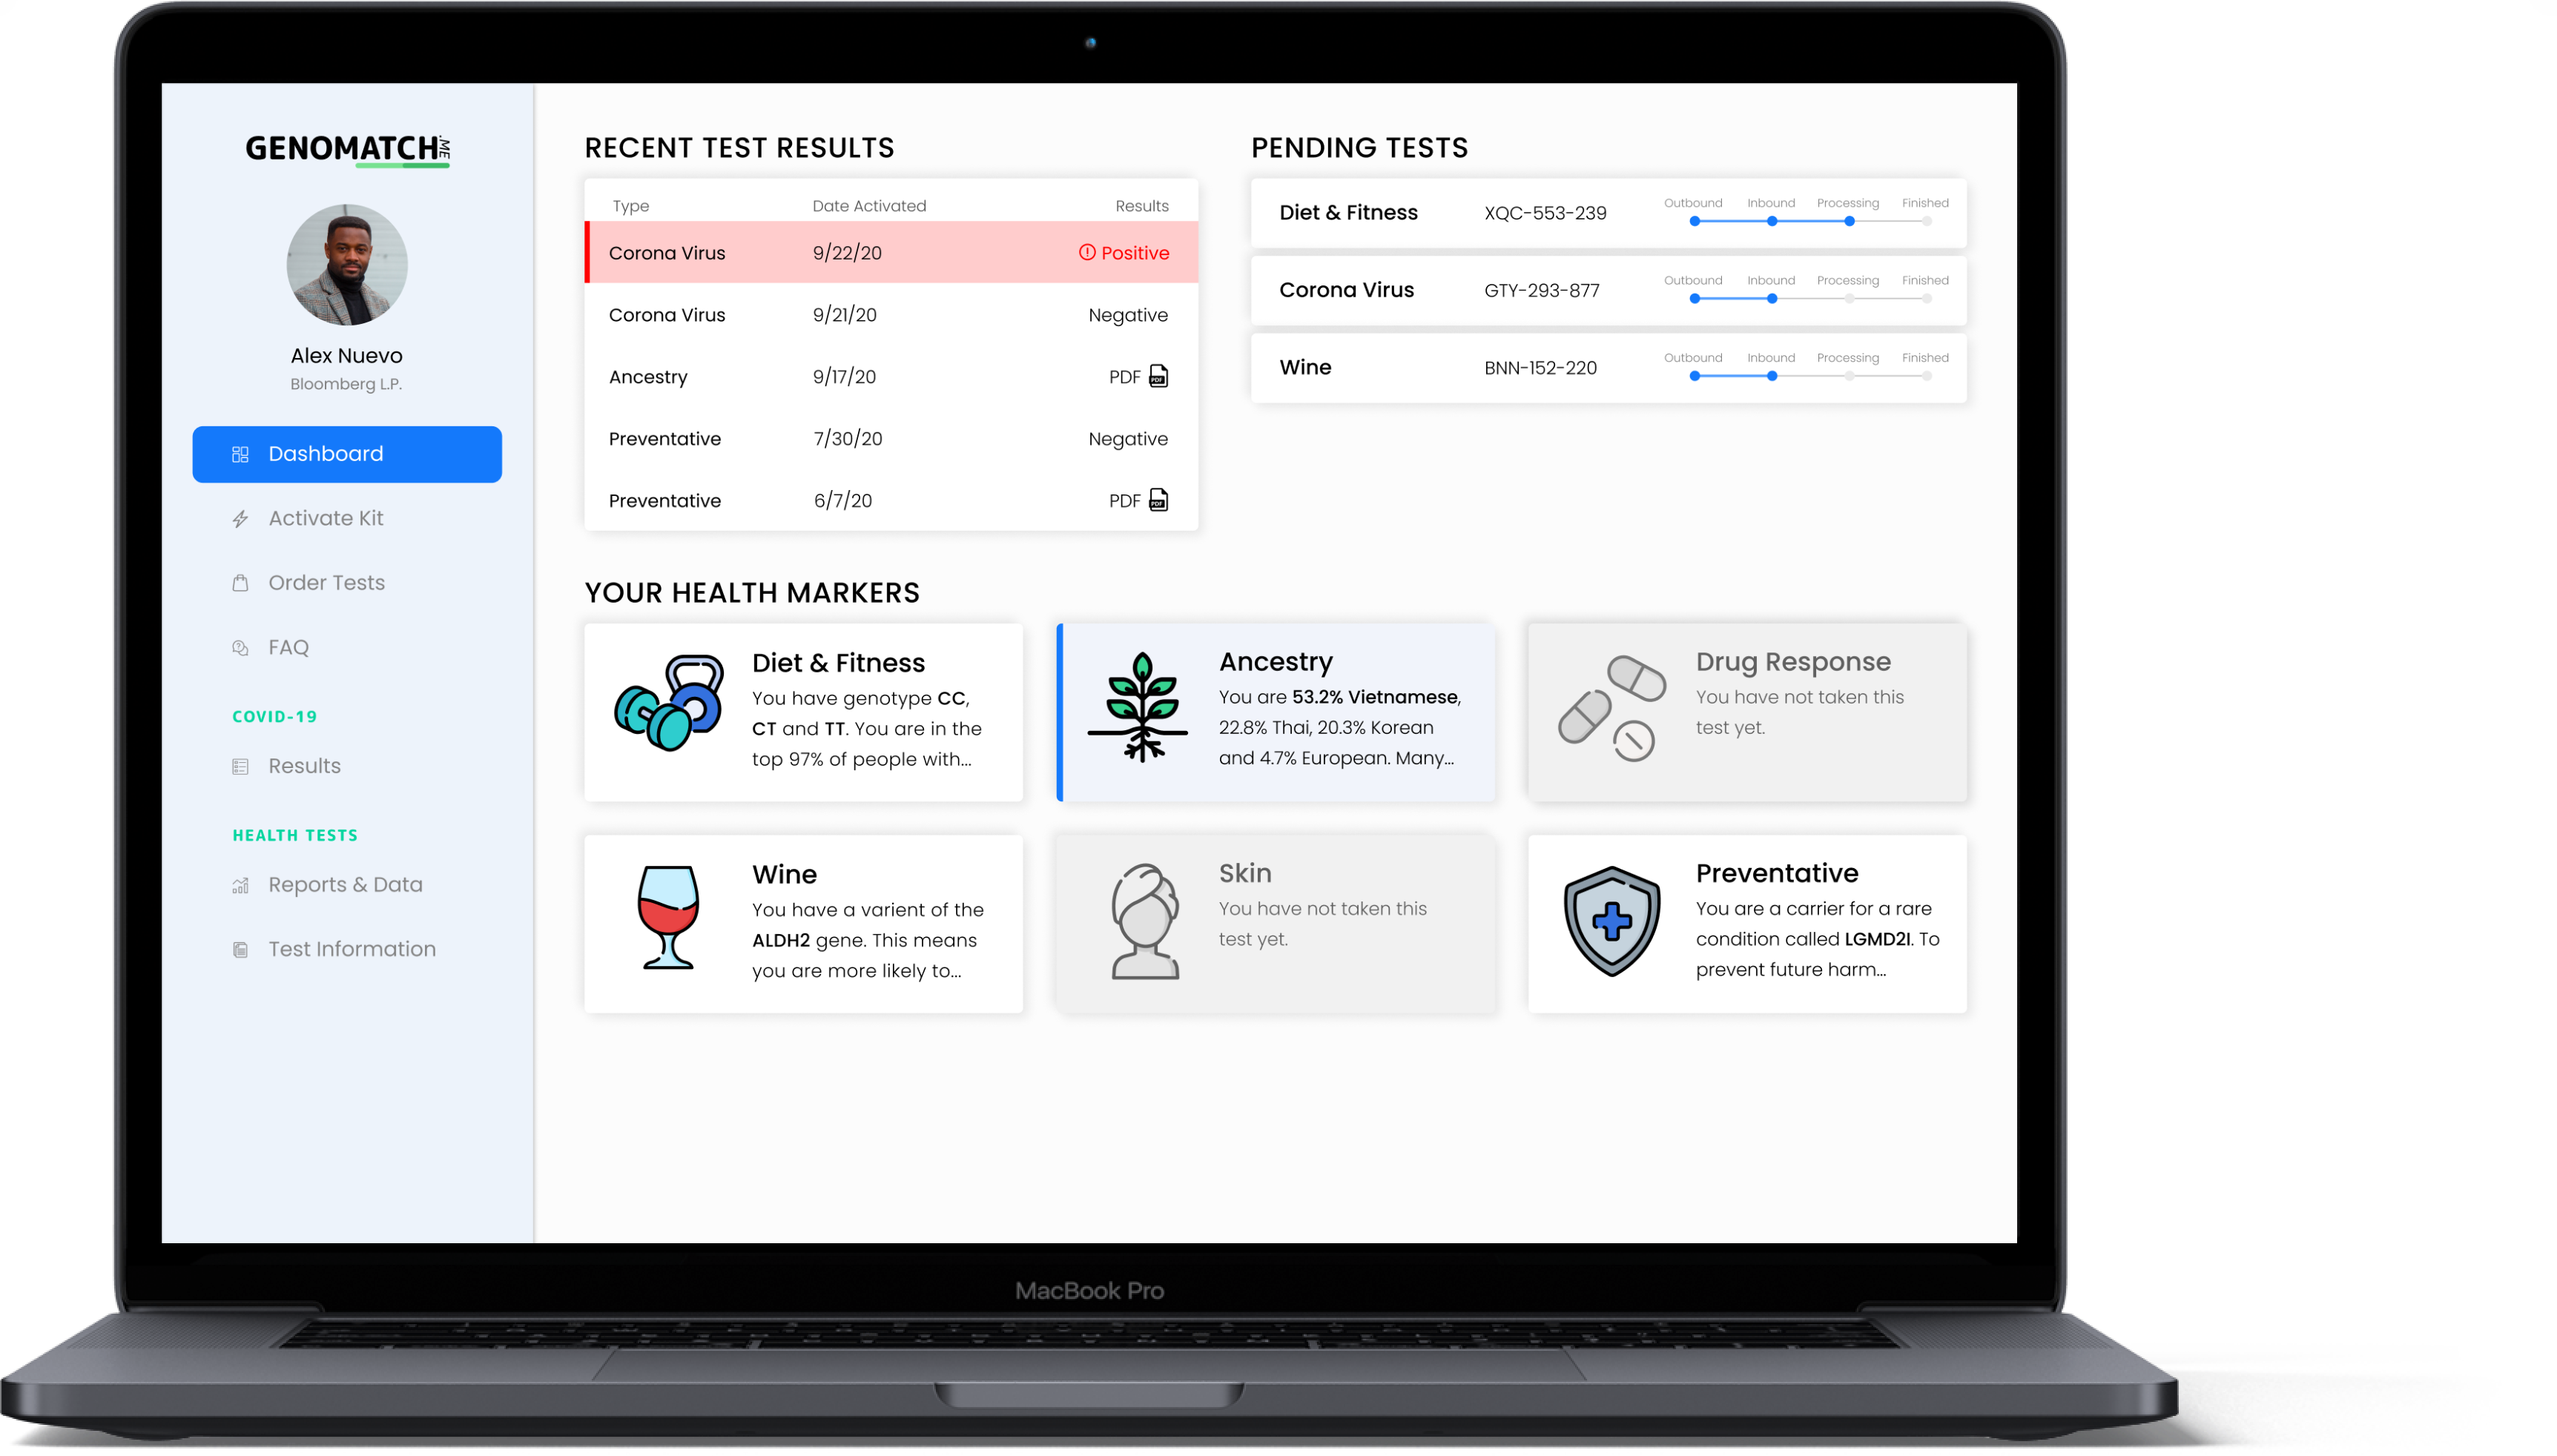 GENOMATCH.ME
Alex Nuevo
Bloomberg L.P.
Dashboard
Activate Kit
Order Tests
FAQ
COVID-19
Results
HEALTH TESTS
Reports & Data
Test Information
RECENT TEST RESULTS
Type Date Activated Results
Corona Virus 9/22/20 Positive
Corona Virus 9/21/20 Negative
Ancestry 9/17/20 PDF PDF
Preventative 7/30/20 Negative
Preventative 6/7/20 PDF PDF
PENDING TESTS
Outbound Inbound Processing Finished
Diet & Fitness XQC-553-239
Outbound Inbound Processing Finished
Corona Virus GTY-293-877
Outbound Inbound Processing Finished
Wine BNN-152-220
YOUR HEALTH MARKERS
Diet & Fitness
You have genotype CC,
CT and TT. You are in the
top 97% of people with...
Ancestry
You are 53.2% Vietnamese,
22.8% Thai, 20.3% Korean
and 4.7% European. Many...
Drug Response
You have not taken this
test yet.
Wine
You have a varient of the
ALDH2 gene. This means
you are more likely to...
Skin
You have not taken this
test yet.
Preventative
You are a carrier for a rare
condition called LGMD2I. To
prevent future harm...
MacBook Pro